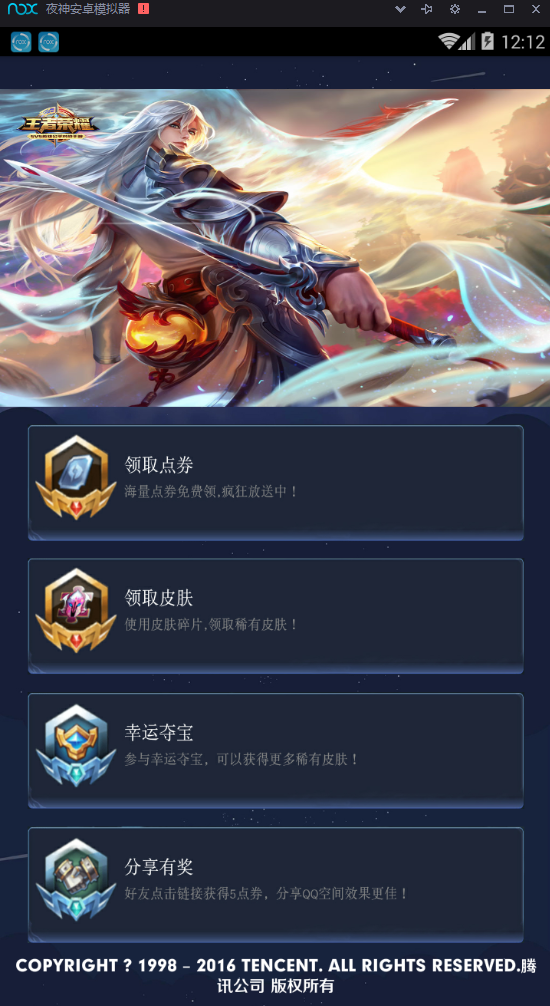 nox 夜神安卓模拟器
12:12
王者荣耀
领取点券
海量点券免费领,疯狂放送中！
领取皮肤
使用皮肤碎片,领取稀有皮肤！
幸运夺宝
参与幸运夺宝，可以获得更多稀有皮肤！
分享有奖
好友点击链接获得5点券，分享QQ空间效果更佳！
COPYRIGHT ? 1998 – 2016 TENCENT. ALL RIGHTS RESERVED.腾
讯公司 版权所有